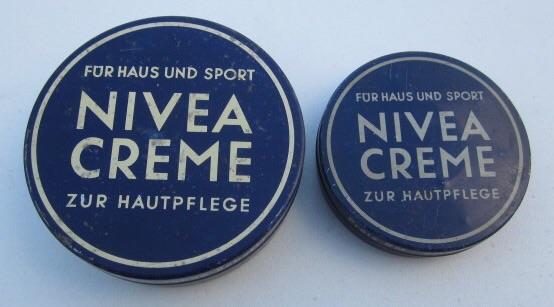 FÜR HAUS UND SPORT
NIVEA
CREME
ZUR HAUTPFLEGE
FÜR HAUS UND SPORT
NIVEA
CREME
ZUR HAUTPFLEGE